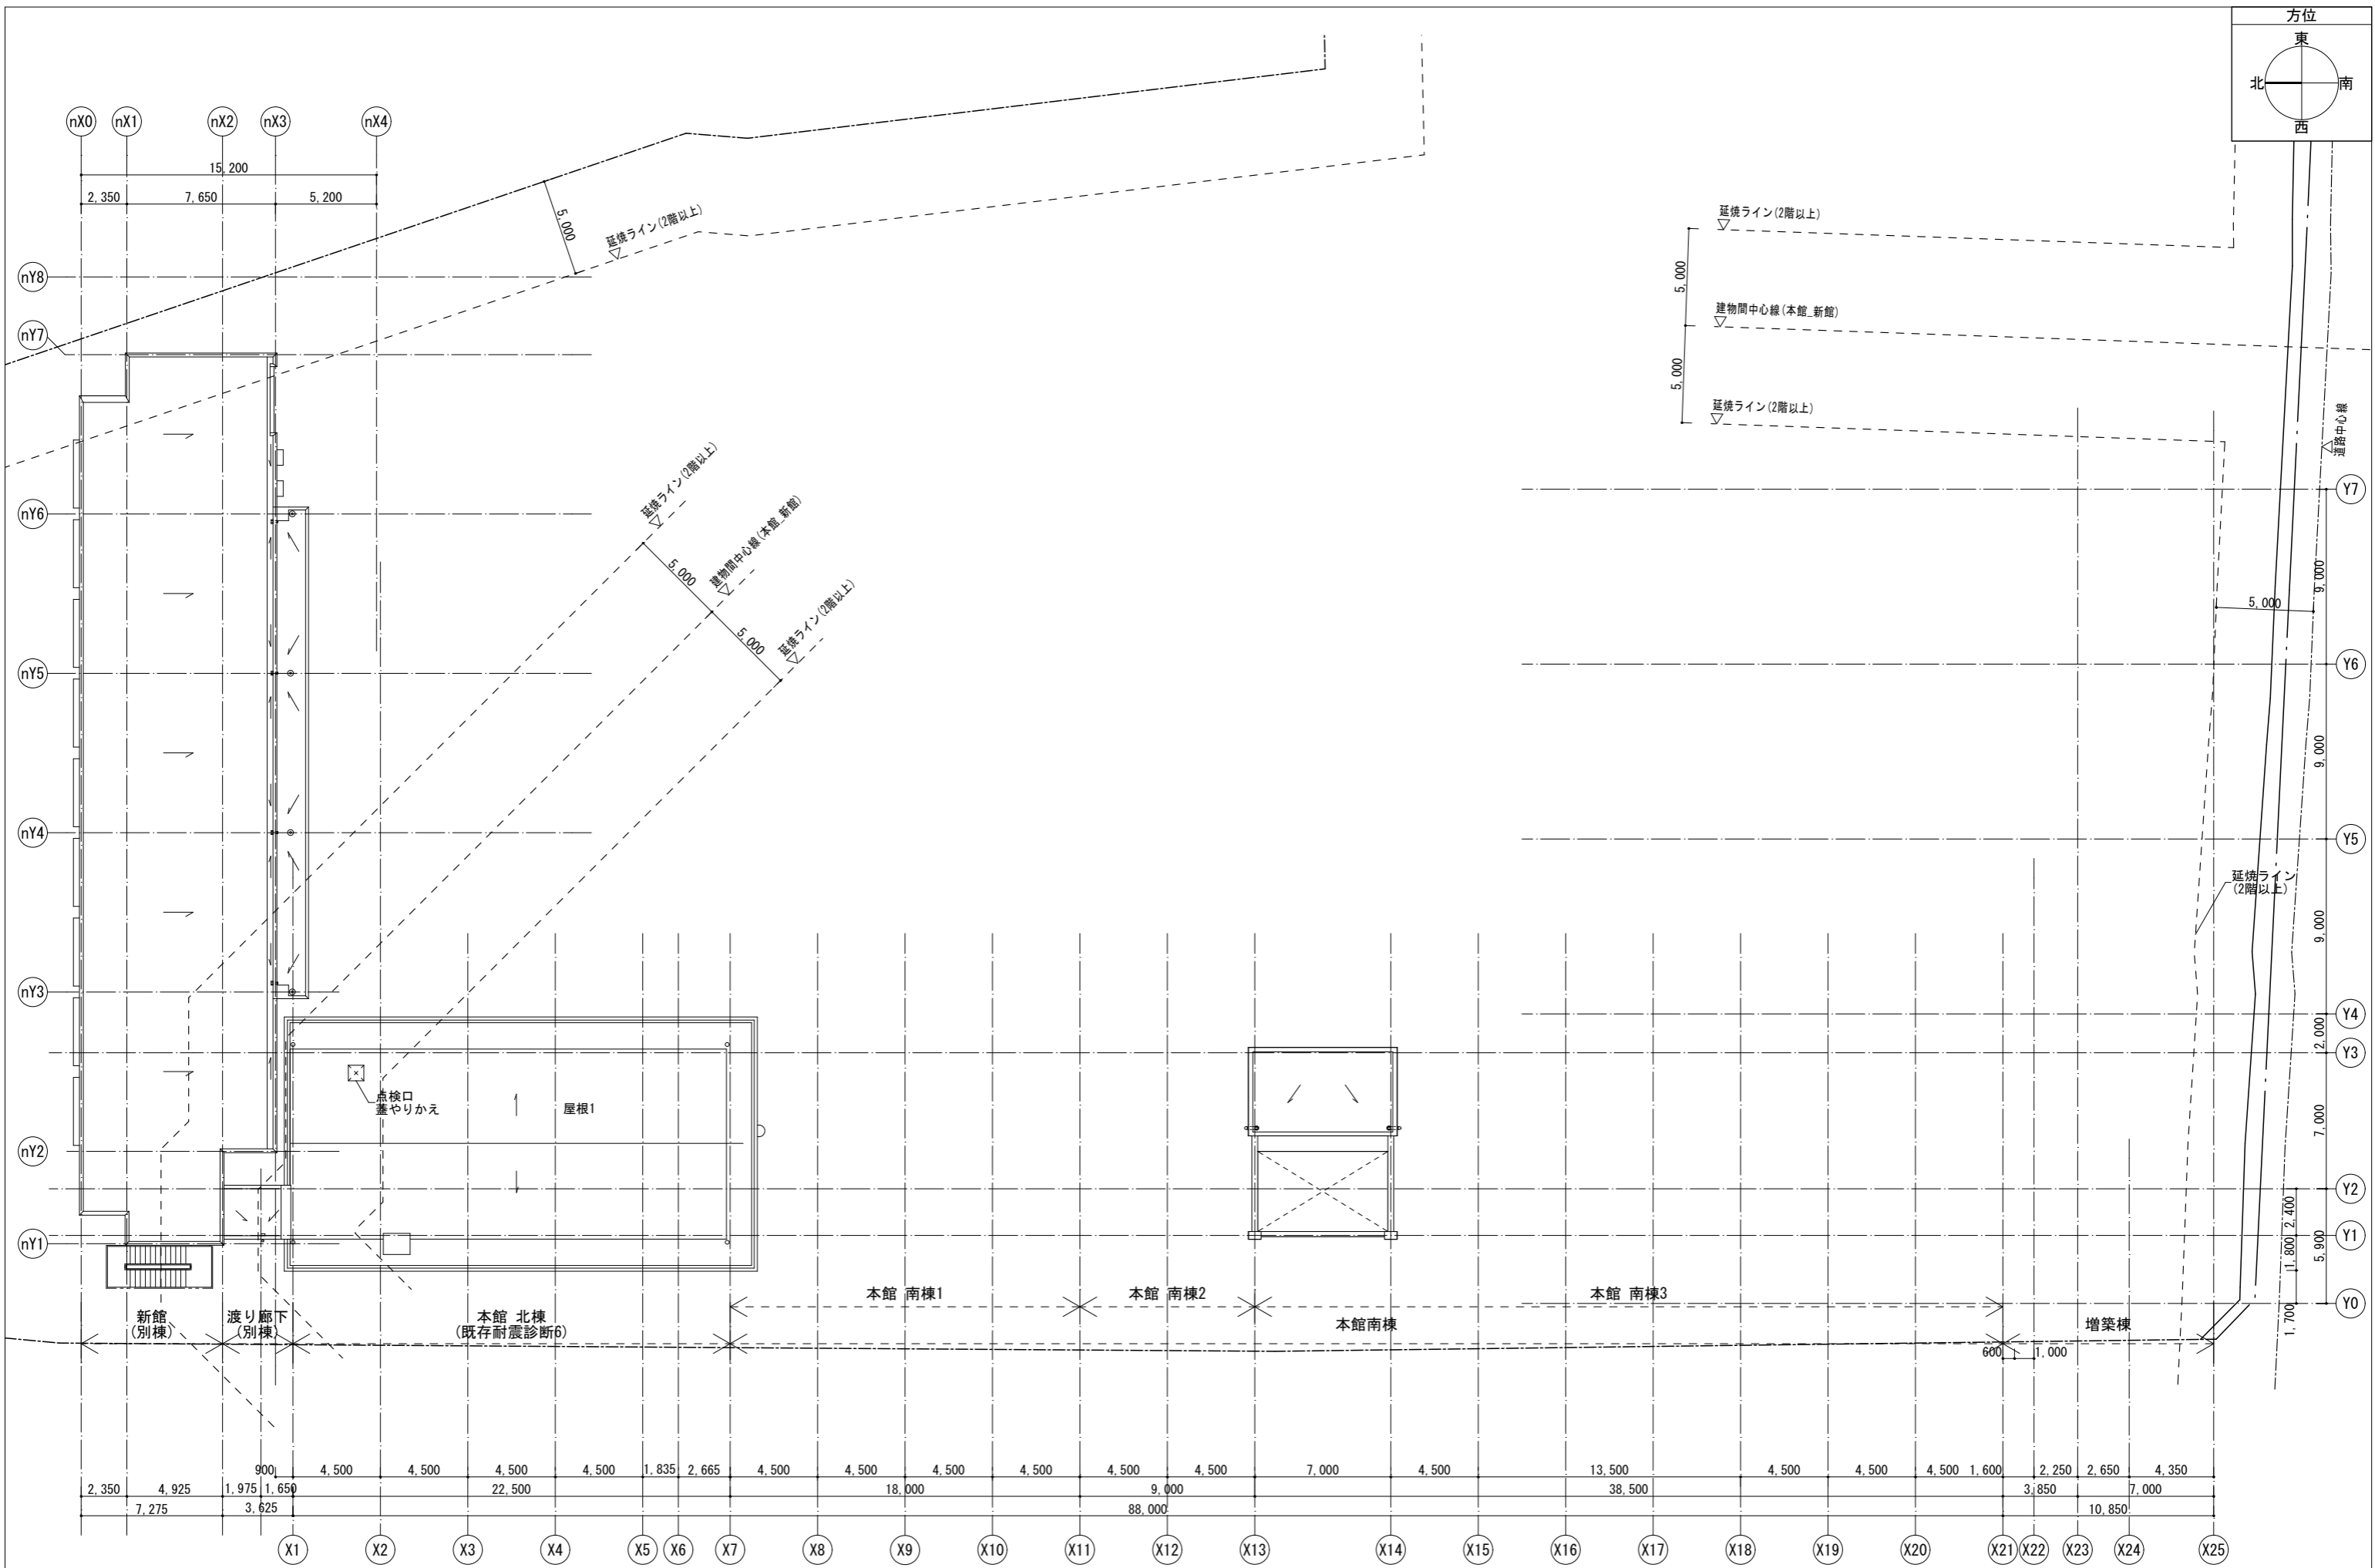 方位
東
北
南
西
nX0
nX1
nX2
nX3
nX4
15,200
2,350
7,650
5,200
5,000
延焼ライン(2階以上)
延焼ライン(2階以上)
5,000
建物間中心線(本館_新館)
5,000
延焼ライン(2階以上)
道路中心線
nY8
nY7
nY6
nY5
nY4
nY3
nY2
nY1
延焼ライン(2階以上)
5,000
建物間中心線(本館_新館)
5,000
延焼ライン(2階以上)
Y7
9,000
5,000
Y6
9,000
Y5
延焼ライン
(2階以上)
9,000
Y4
2,000
Y3
7,000
Y2
2,400
Y1
1,800
5,900
Y0
1,700
点検口
蓋やりかえ
屋根1
本館 南棟1
本館 南棟2
本館 南棟3
新館
(別棟)
渡り廊下
(別棟)
本館 北棟
(既存耐震診断6)
本館南棟
増築棟
600
1,000
900
4,500
4,500
4,500
4,500
1,835
2,665
4,500
4,500
4,500
4,500
4,500
4,500
7,000
4,500
13,500
4,500
4,500
4,500
1,600
2,250
2,650
4,350
2,350
4,925
1,975
1,650
22,500
18,000
9,000
38,500
3,850
7,000
7,275
3,625
88,000
10,850
X1
X2
X3
X4
X5
X6
X7
X8
X9
X10
X11
X12
X13
X14
X15
X16
X17
X18
X19
X20
X21
X22
X23
X24
X25